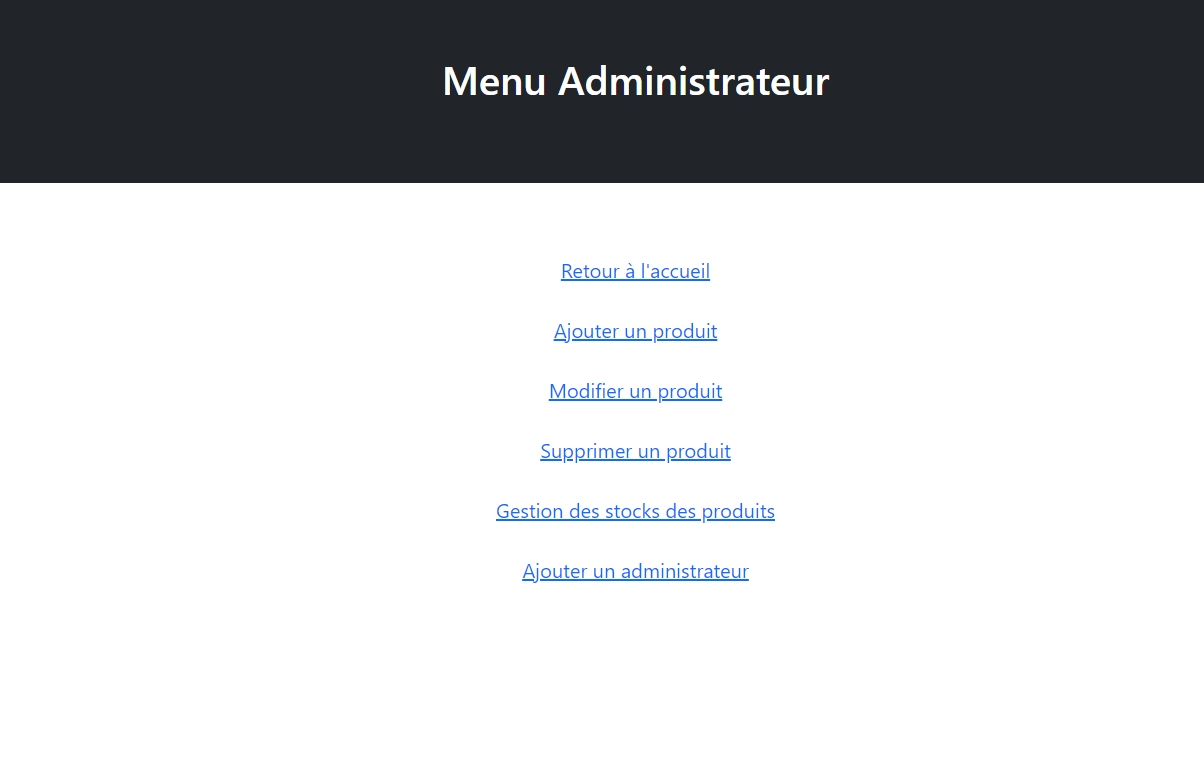 Menu Administrateur
Retour à l'accueil
Ajouter un produit
Modifier un produit
Supprimer un produit
Gestion des stocks des produits
Ajouter un administrateur